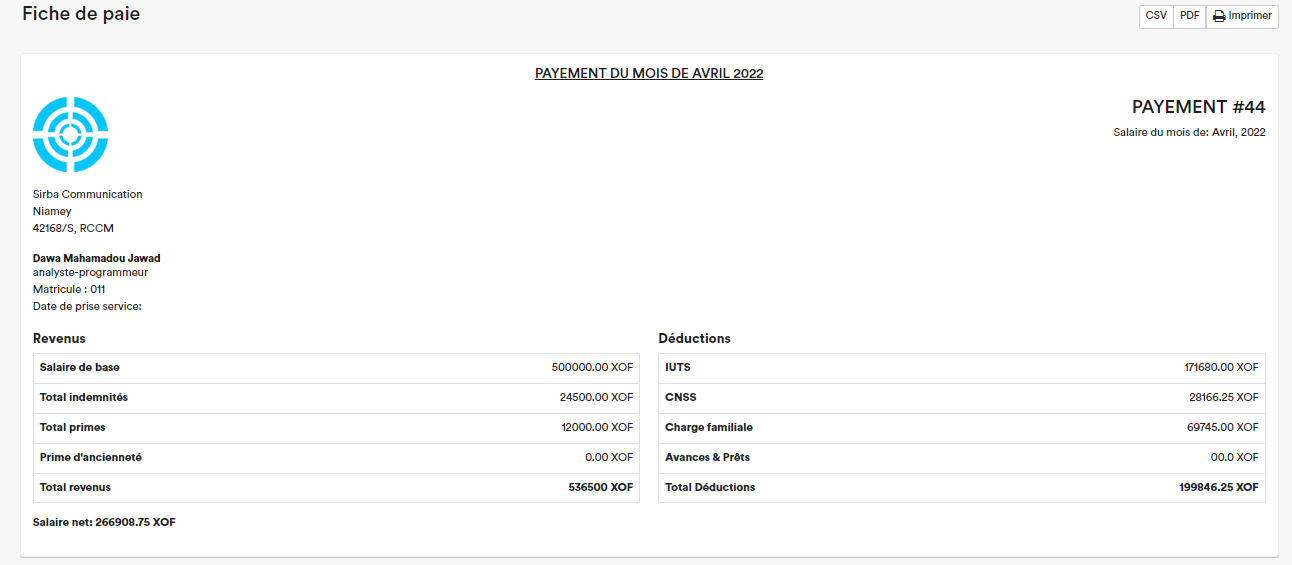 Fiche de paie
CSV PDF Imprimer
PAYEMENT DU MOIS DE AVRIL 2022
PAYEMENT #44
Salaire du mois de: Avril, 2022
Sirba Communication
Niamey
42168/S, RCCM
Dawa Mahamadou Jawad
analyste-programmeur
Matricule : 011
Date de prise service:
Revenus
Salaire de base 500000.00 XOF
Total indemnités 24500.00 XOF
Total primes 12000.00 XOF
Prime d'ancienneté 0.00 XOF
Total revenus 536500 XOF
Déductions
IUTS 171680.00 XOF
CNSS 28166.25 XOF
Charge familiale 69745.00 XOF
Avances & Prêts 00.0 XOF
Total Déductions 199846.25 XOF
Salaire net: 266908.75 XOF